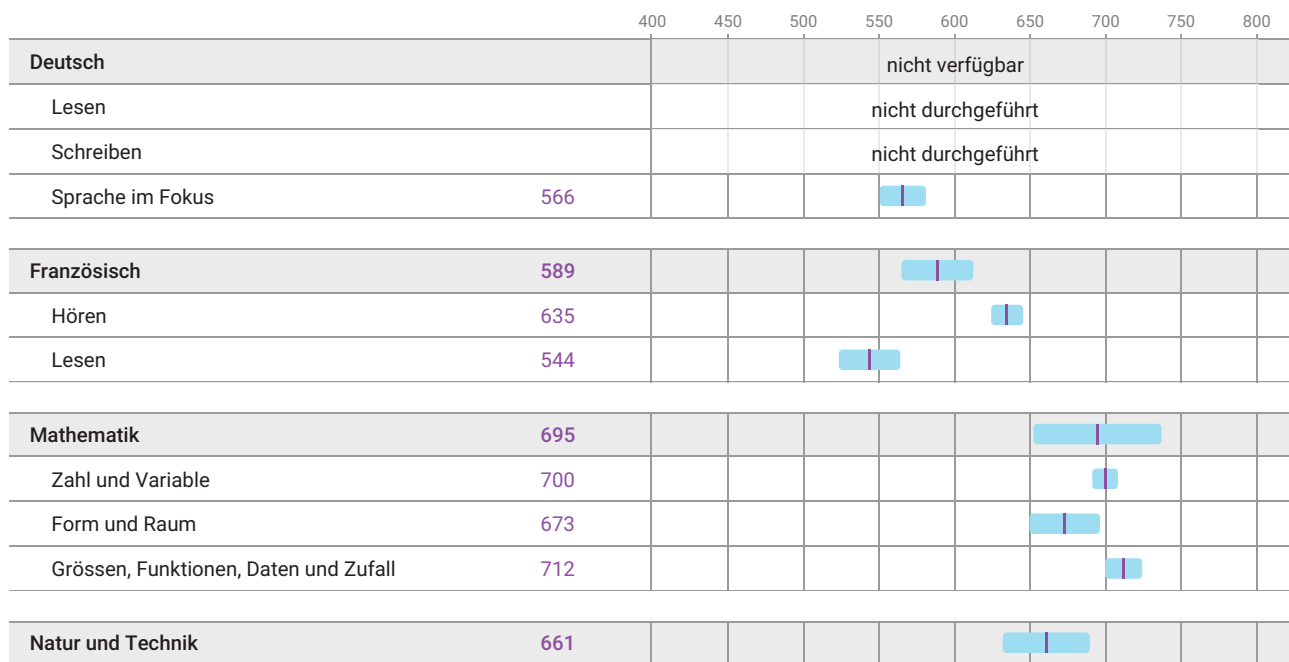 400 450 500 550 600 650 700 750 800
Deutsch nicht verfügbar
Lesen nicht durchgeführt
Schreiben nicht durchgeführt
Sprache im Fokus 566
Französisch 589
Hören 635
Lesen 544
Mathematik 695
Zahl und Variable 700
Form und Raum 673
Grössen, Funktionen, Daten und Zufall 712
Natur und Technik 661